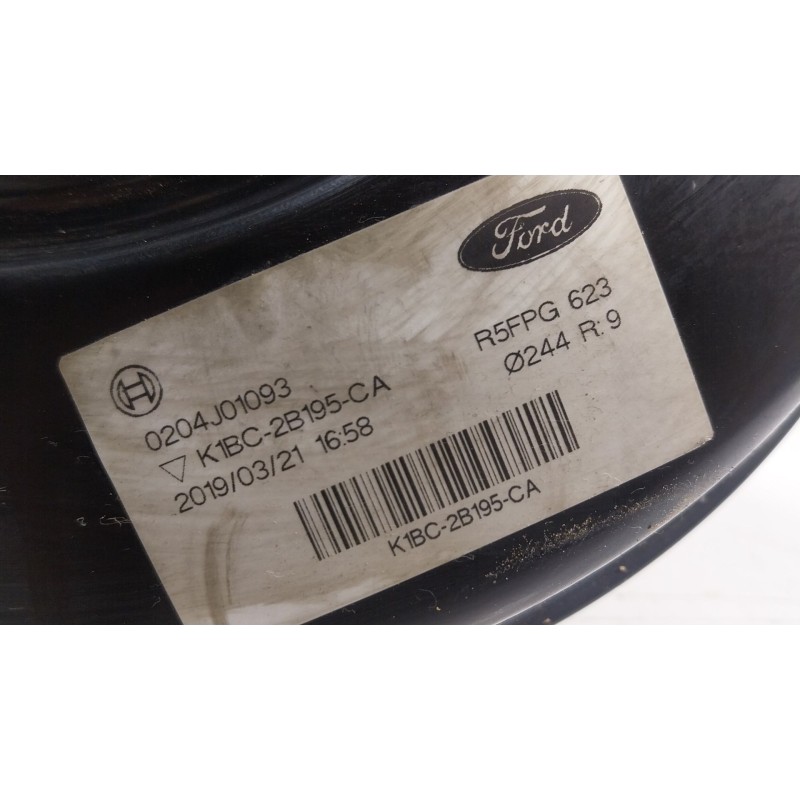 Ford
R5FPG 623
Ø244 R:9
0204J01093
▽ K1BC-2B195-CA
2019/03/21 16:58
K1BC-2B195-CA